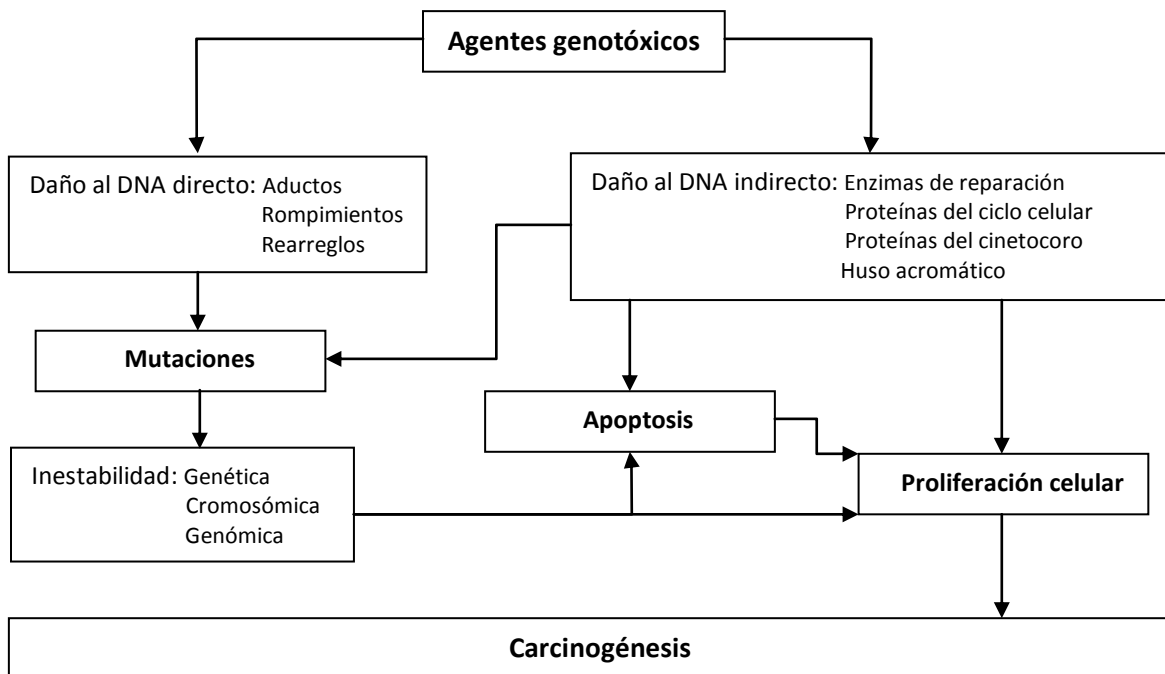 Agentes genotóxicos
Daño al DNA directo: Aductos
Rompimientos
Rearreglos
Daño al DNA indirecto: Enzimas de reparación
Proteínas del ciclo celular
Proteínas del cinetocoro
Huso acromático
Mutaciones
Apoptosis
Inestabilidad: Genética
Cromosómica
Genómica
Proliferación celular
Carcinogénesis